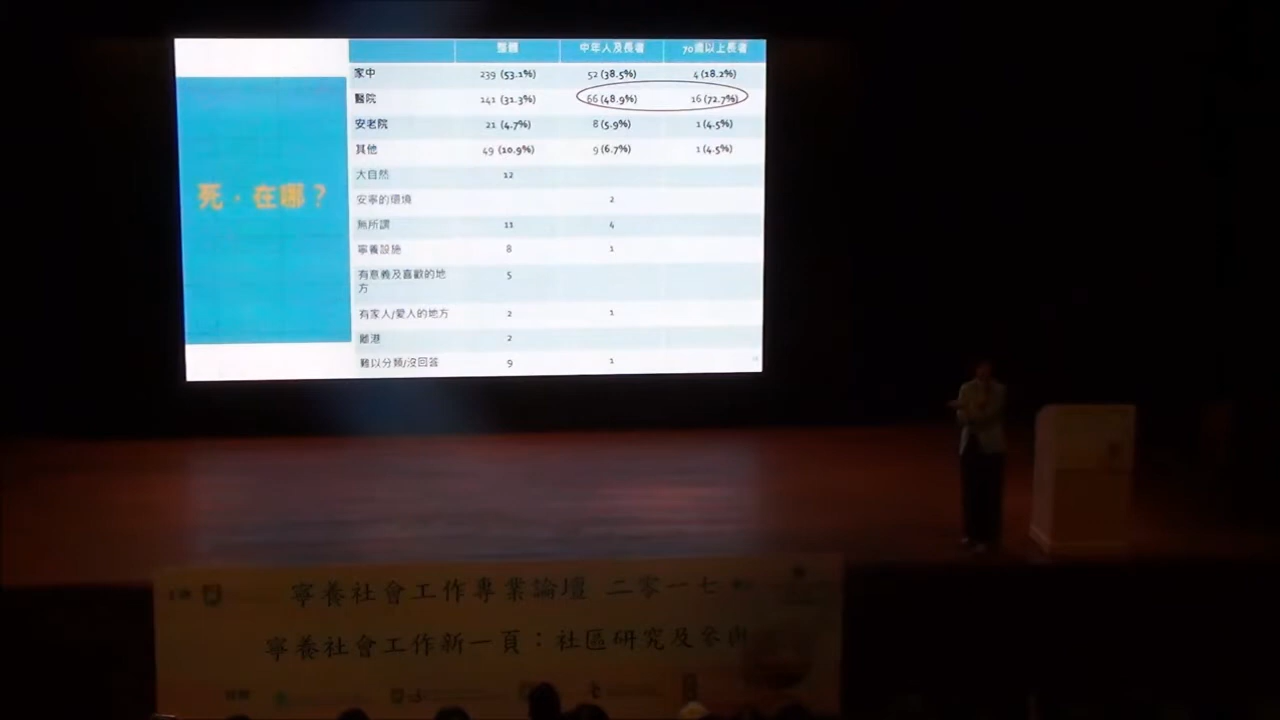 死．在哪？
整體 中年人及長者 70歲以上長者
家中 239 (53.1%) 52 (38.5%) 4 (18.2%)
醫院 141 (31.3%) 66 (48.9%) 16 (72.7%)
安老院 21 (4.7%) 8 (5.9%) 1 (4.5%)
其他 49 (10.9%) 9 (6.7%) 1 (4.5%)
大自然 12
安寧的環境 2
無所謂 11 4
寧養設施 8 1
有意義及喜歡的地
方 5
有家人/愛人的地方 2 1
離港 2
難以分類/沒回答 9 1
寧養社會工作專業論壇 二零一七
寧養社會工作新一頁：社區研究及參與